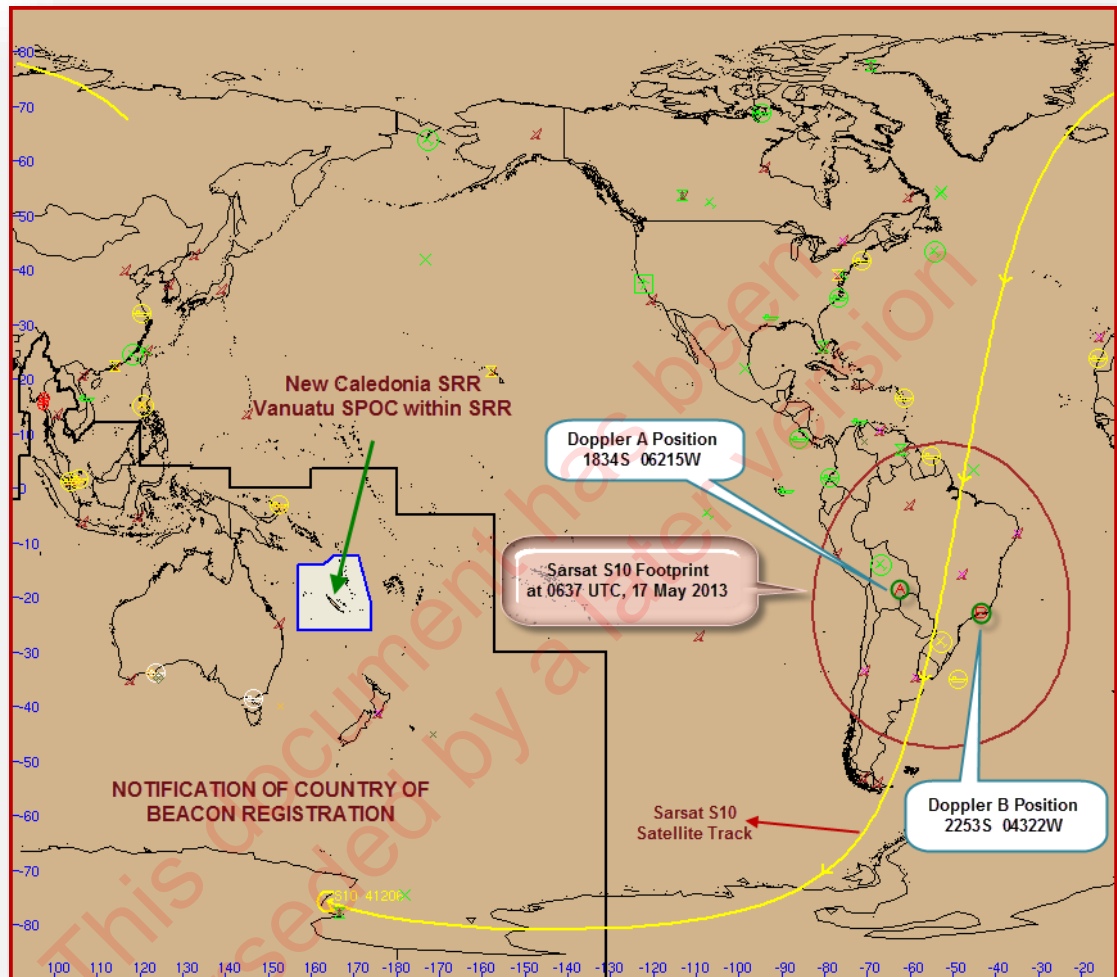 New Caledonia SRR
Vanuatu SPOC within SRR
Doppler A Position
1834S 06215W
Sarsat S10 Footprint
at 0637 UTC, 17 May 2013
A
B
NOTIFICATION OF COUNTRY OF
BEACON REGISTRATION
Sarsat S10
Satellite Track
Doppler B Position
2253S 04322W
S10 41206
-80
-70
-60
-50
-40
-30
-20
-10
0
-10
-20
-30
-40
-50
-60
-70
-80
100 110 120 130 140 150 160 170 -180 -170 -160 -150 -140 -130 -120 -110 -100 -90 -80 -70 -60 -50 -40 -30 -20
This document has been
superseded by a later version